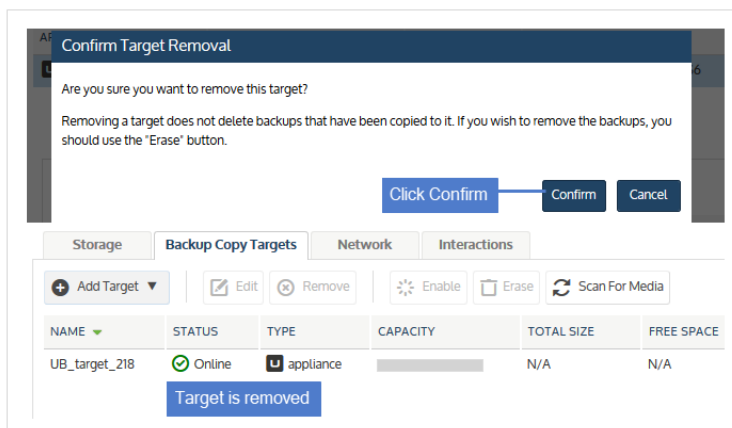 AP
Confirm Target Removal
Are you sure you want to remove this target?
Removing a target does not delete backups that have been copied to it. If you wish to remove the backups, you
should use the "Erase" button.
Click Confirm
Confirm
Cancel
Storage
Backup Copy Targets
Network
Interactions
Add Target
Edit
Remove
Enable
Erase
Scan For Media
NAME
STATUS
TYPE
CAPACITY
TOTAL SIZE
FREE SPACE
UB_target_218
Online
appliance
N/A
N/A
Target is removed